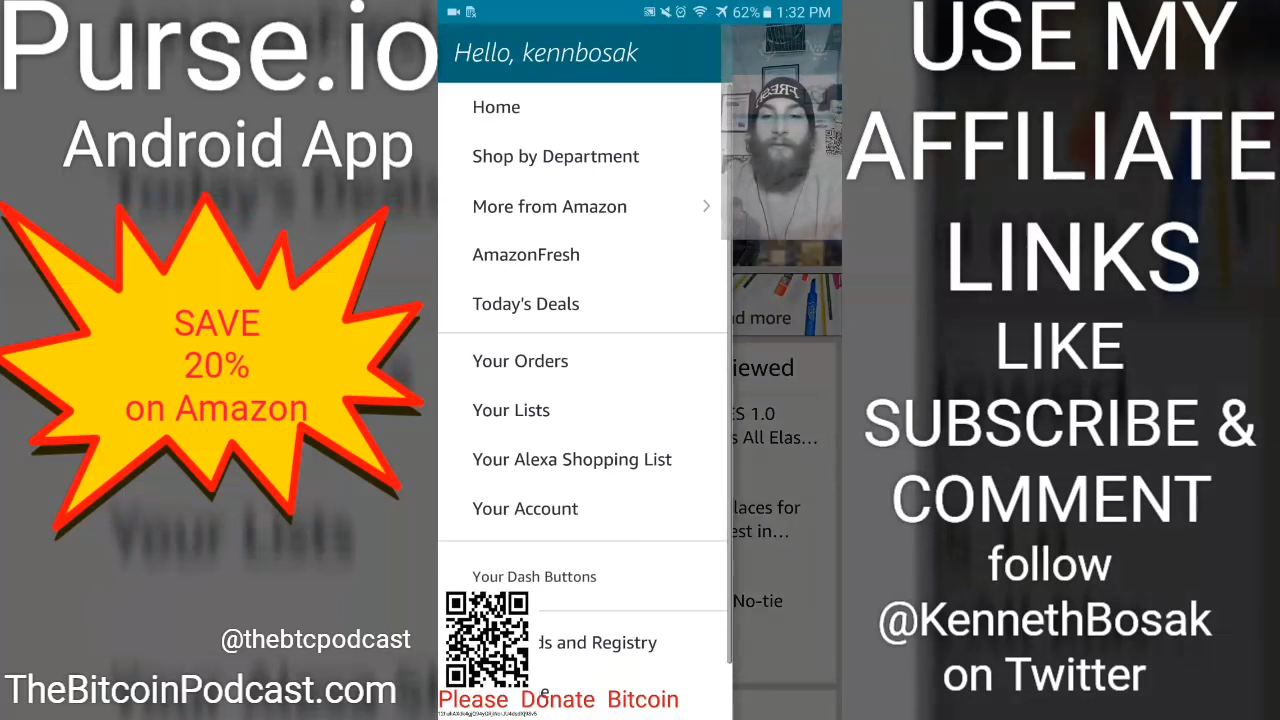 Purse.io
Android App
SAVE
20%
on Amazon
@thebtcpodcast
TheBitcoinPodcast.com
62% 1:32 PM
Hello, kennbosak
Home
Shop by Department
More from Amazon
AmazonFresh
Today's Deals
Your Orders
Your Lists
Your Alexa Shopping List
Your Account
Your Dash Buttons
ds and Registry
e
Please Donate Bitcoin
FRESH
d more
iewed
ES 1.0
s All Elas...
laces for
est in...
No-tie
USE MY
AFFILIATE
LINKS
LIKE
SUBSCRIBE &
COMMENT
follow
@KennethBosak
on Twitter